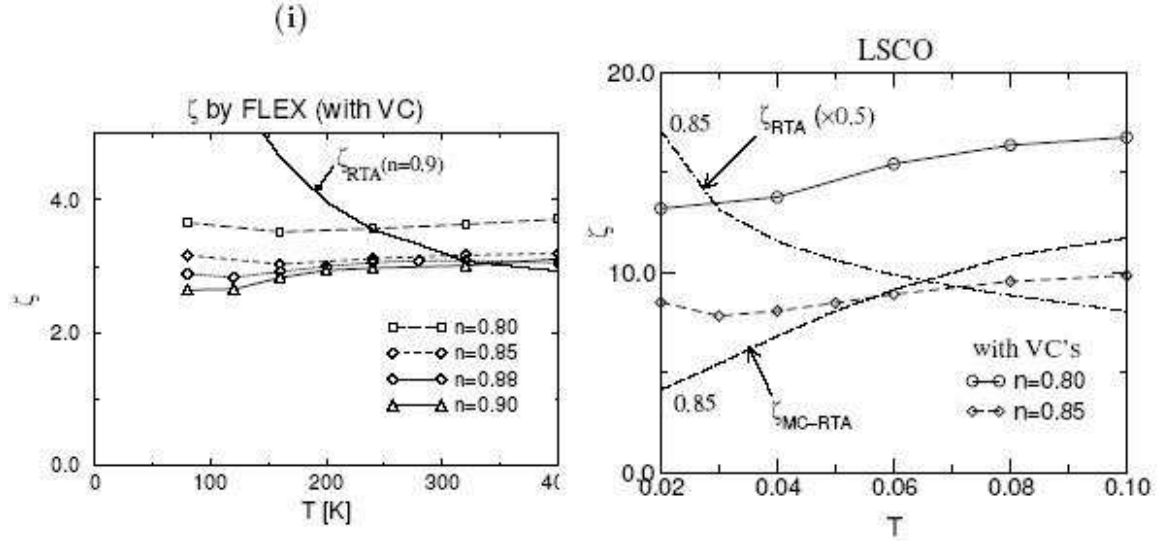 (i)
ζ by FLEX (with VC)
ζRTA(n=0.9)
4.0
2.0
0.0
ζ
n=0.80
n=0.85
n=0.88
n=0.90
0
100
200
300
40
T [K]
LSCO
20.0
10.0
0.0
ζ
0.85
ζRTA (×0.5)
0.85
ζMC–RTA
with VC's
n=0.80
n=0.85
0.02
0.04
0.06
0.08
0.10
T